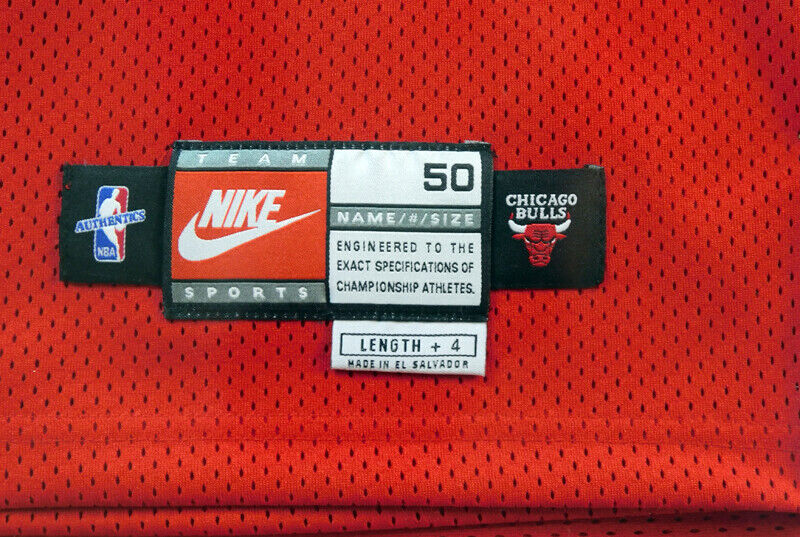 AUTHENTICS
NBA
TEAM
NIKE
SPORTS
50
NAME/#/SIZE
ENGINEERED TO THE
EXACT SPECIFICATIONS OF
CHAMPIONSHIP ATHLETES.
LENGTH + 4
MADE IN EL SALVADOR
CHICAGO
BULLS